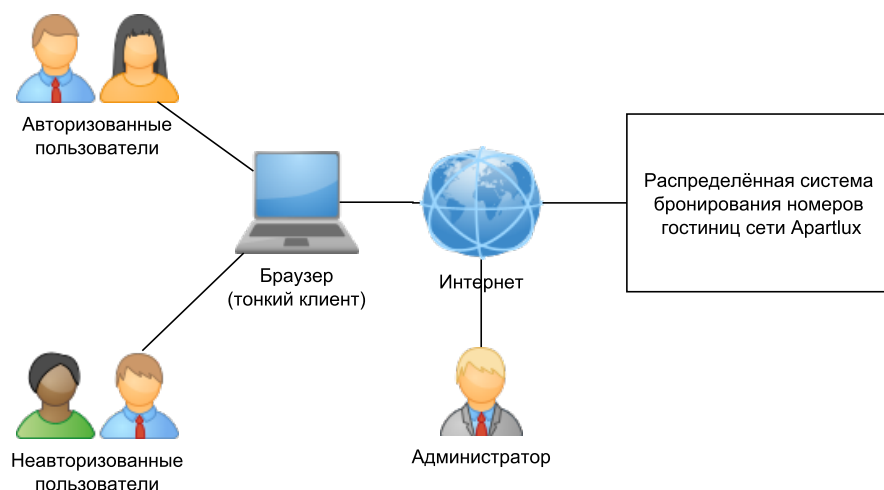 Авторизованные
пользователи
Распределённая система
бронирования номеров
гостиниц сети Apartlux
Браузер
(тонкий клиент)
Интернет
Неавторизованные
пользователи
Администратор